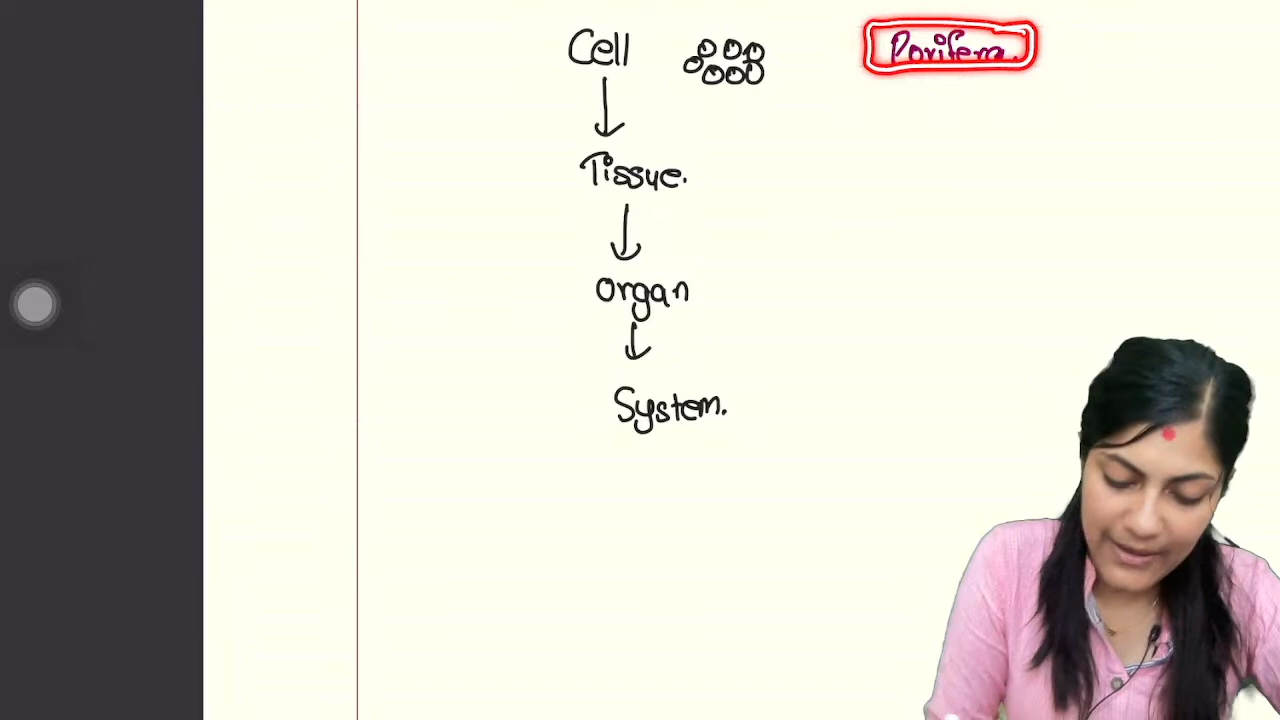 Cell Porifera.
Tissue.
Organ
System.